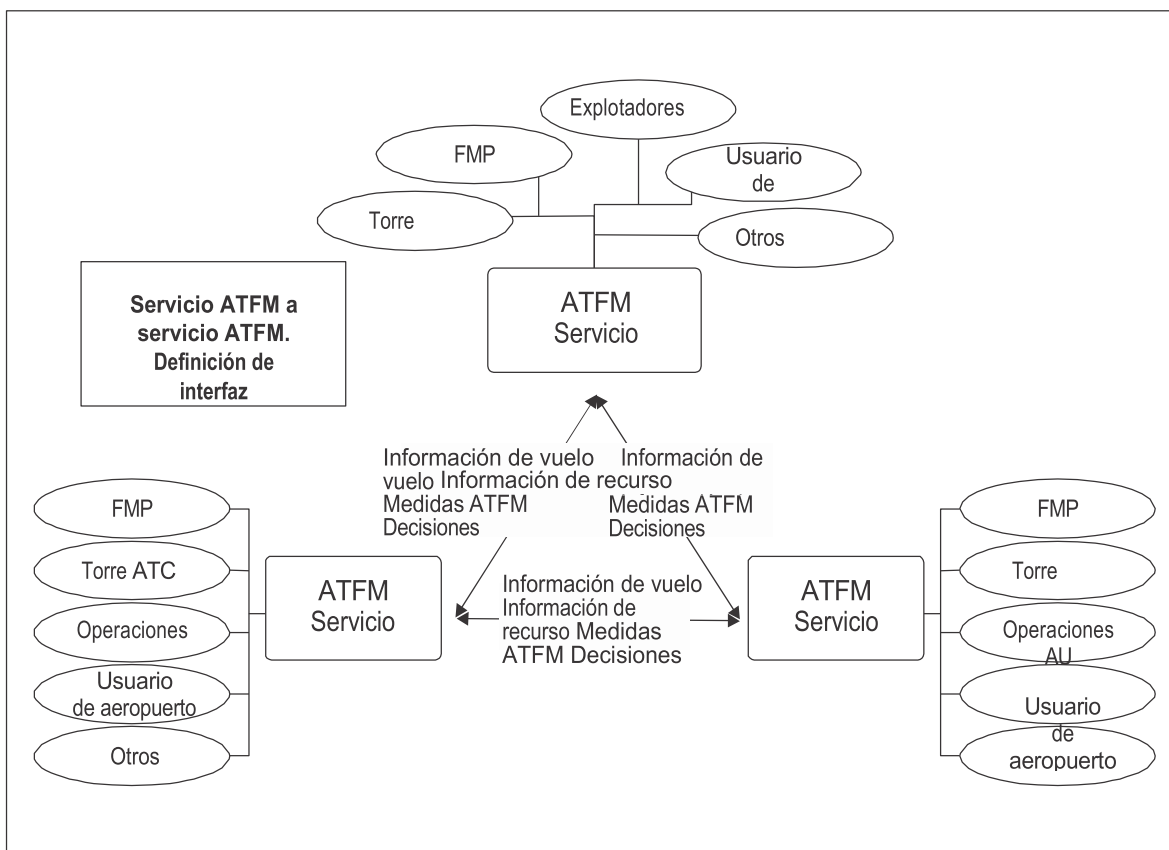 Explotadores
FMP
Usuario
de
Torre
Otros
ATFM
Servicio
Servicio ATFM a
servicio ATFM.
Definición de
interfaz
Información de vuelo Información de
vuelo Información de recurso
Medidas ATFM Medidas ATFM
Decisiones Decisiones
FMP
Torre ATC
Operaciones
Usuario
de aeropuerto
Otros
ATFM
Servicio
Información de vuelo
Información de
recurso Medidas
ATFM Decisiones
ATFM
Servicio
FMP
Torre
Operaciones
AU
Usuario
de
aeropuerto